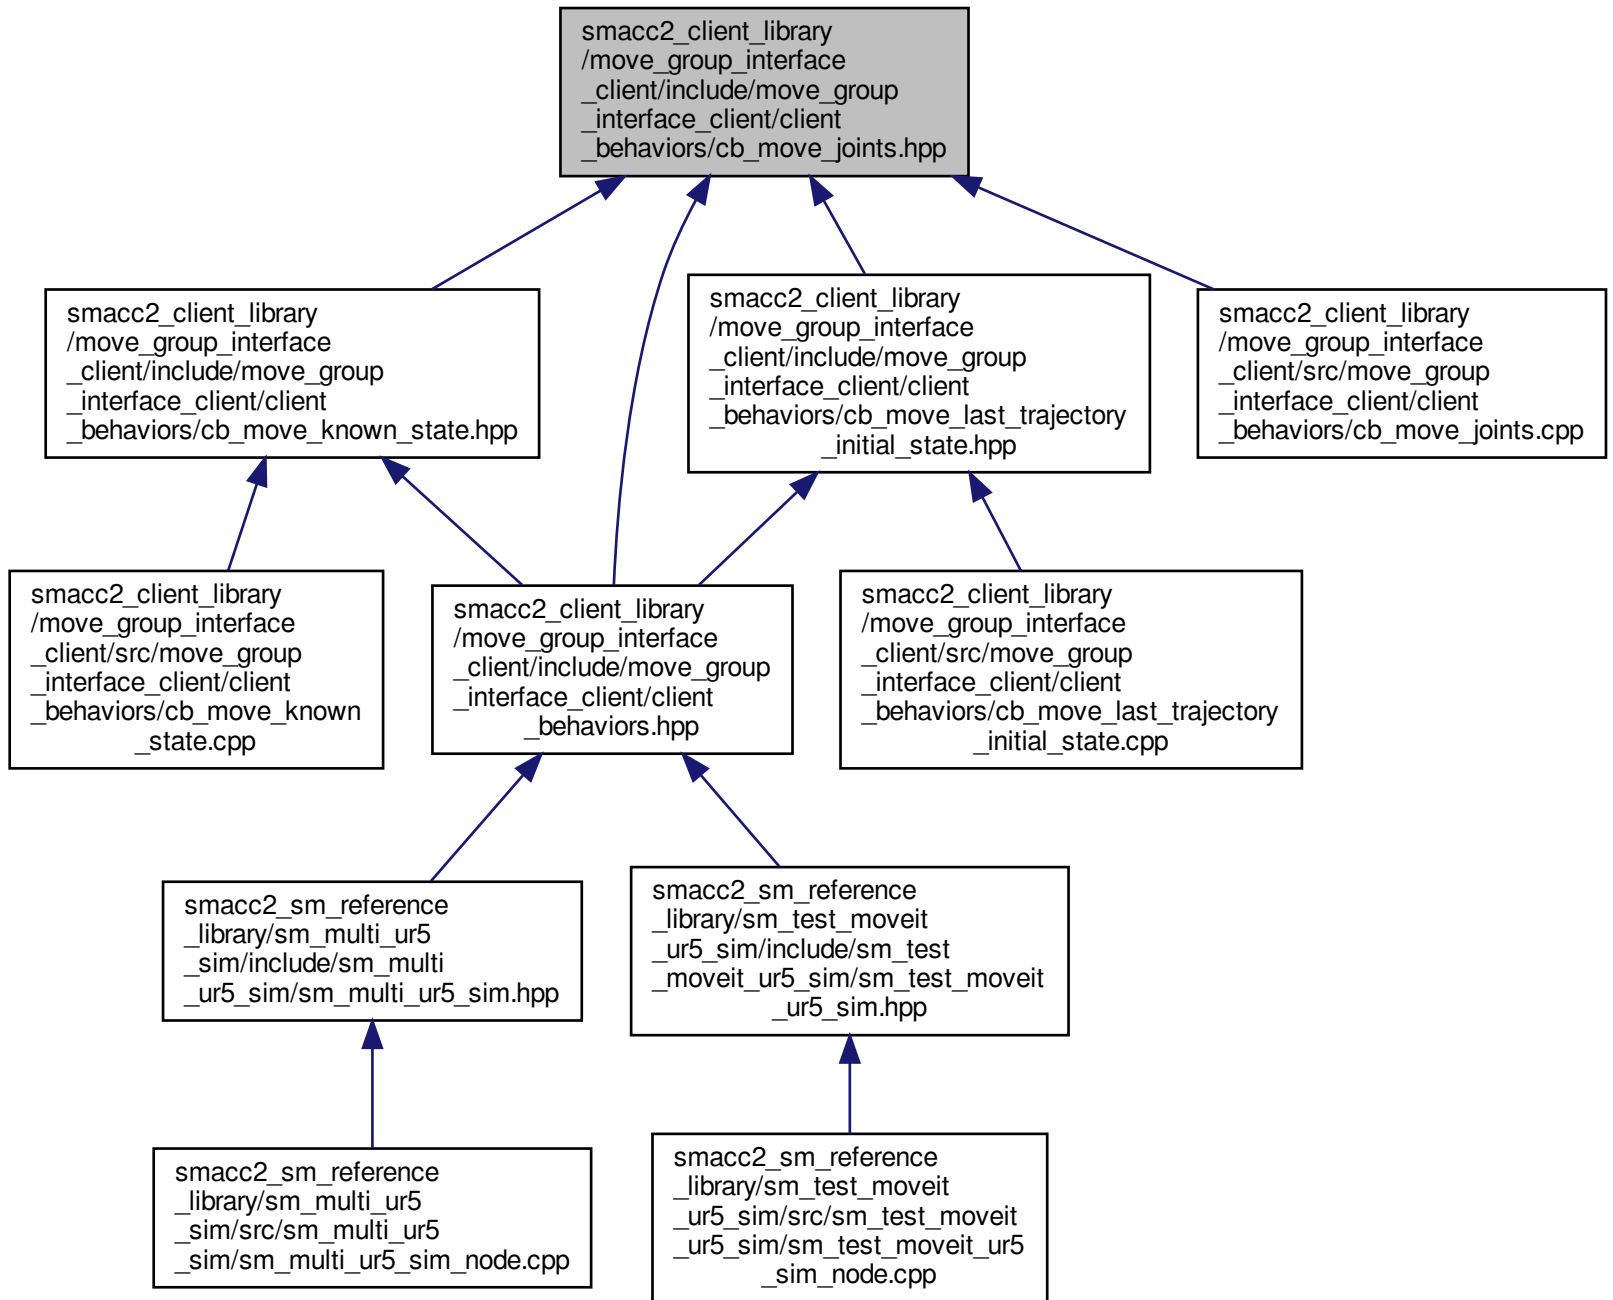 smacc2_client_library
/move_group_interface
_client/include/move_group
_interface_client/client
_behaviors/cb_move_joints.hpp
smacc2_client_library
/move_group_interface
_client/include/move_group
_interface_client/client
_behaviors/cb_move_known_state.hpp
smacc2_client_library
/move_group_interface
_client/include/move_group
_interface_client/client
_behaviors/cb_move_last_trajectory
_initial_state.hpp
smacc2_client_library
/move_group_interface
_client/src/move_group
_interface_client/client
_behaviors/cb_move_joints.cpp
smacc2_client_library
/move_group_interface
_client/src/move_group
_interface_client/client
_behaviors/cb_move_known
_state.cpp
smacc2_client_library
/move_group_interface
_client/include/move_group
_interface_client/client
_behaviors.hpp
smacc2_client_library
/move_group_interface
_client/src/move_group
_interface_client/client
_behaviors/cb_move_last_trajectory
_initial_state.cpp
smacc2_sm_reference
_library/sm_multi_ur5
_sim/include/sm_multi
_ur5_sim/sm_multi_ur5_sim.hpp
smacc2_sm_reference
_library/sm_test_moveit
_ur5_sim/include/sm_test
_moveit_ur5_sim/sm_test_moveit
_ur5_sim.hpp
smacc2_sm_reference
_library/sm_multi_ur5
_sim/src/sm_multi_ur5
_sim/sm_multi_ur5_sim_node.cpp
smacc2_sm_reference
_library/sm_test_moveit
_ur5_sim/src/sm_test_moveit
_ur5_sim/sm_test_moveit_ur5
_sim_node.cpp